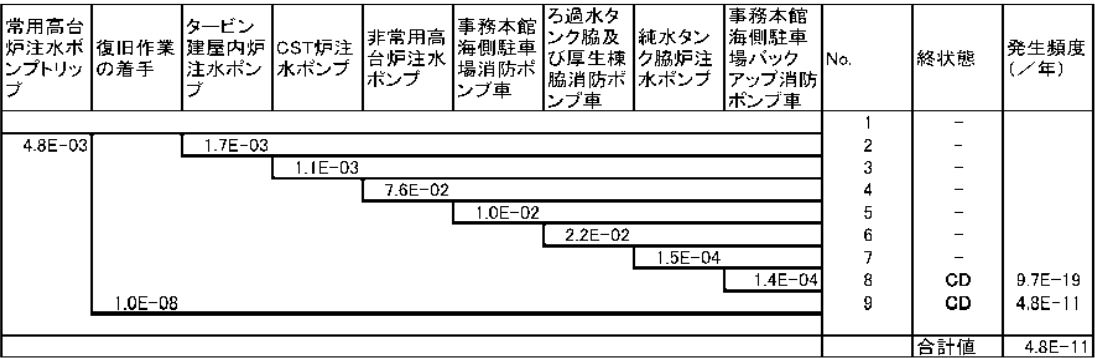 常用高台
炉注水ポ
ンプトリッ
プ
復旧作業
の着手
タービン
建屋内炉
注水ポン
プ
CST炉注
水ポンプ
非常用高
台炉注水
ポンプ
事務本館
海側駐車
場消防ポ
ンプ車
ろ過水タ
ンク脇及
び厚生棟
脇消防ポ
ンプ車
純水タン
ク脇炉注
水ポンプ
事務本館
海側駐車
場バック
アップ消防
ポンプ車
No.
終状態
発生頻度
(/年)
1 －
4.8E-03 1.7E-03 2 －
1.1E-03 3 －
7.6E-02 4 －
1.0E-02 5 －
2.2E-02 6 －
1.5E-04 7 －
1.4E-04 8 CD 9.7E-19
1.0E-08 9 CD 4.8E-11
合計値 4.8E-11